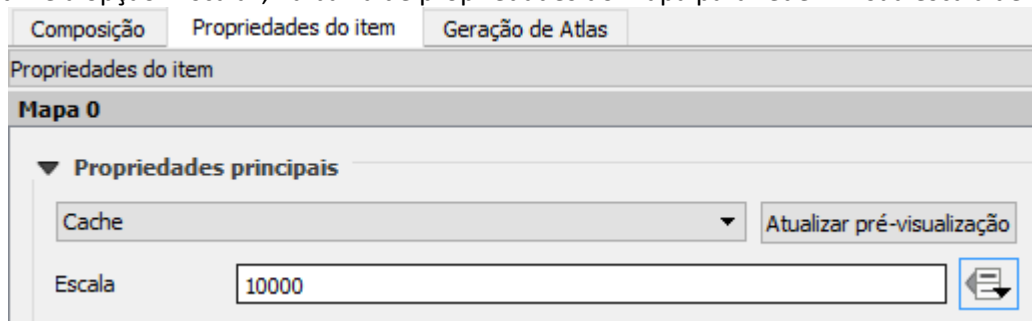 Composição Propriedades do item Geração de Atlas
Propriedades do item
Mapa 0
Propriedades principais
Cache Atualizar pré-visualização
Escala 10000